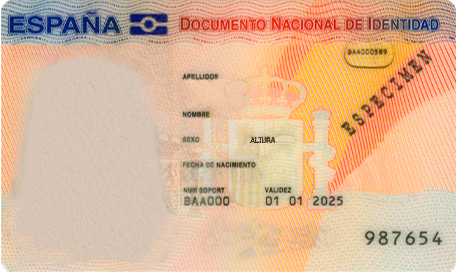 ESPAÑA DOCUMENTO NACIONAL DE IDENTIDAD
BAA000589
ESPECIMEN
APELLIDOS
NOMBRE
SEXO ALTURA
FECHA DE NACIMIENTO
NUM SOPORT VALIDEZ
BAA000 01 01 2025
987654